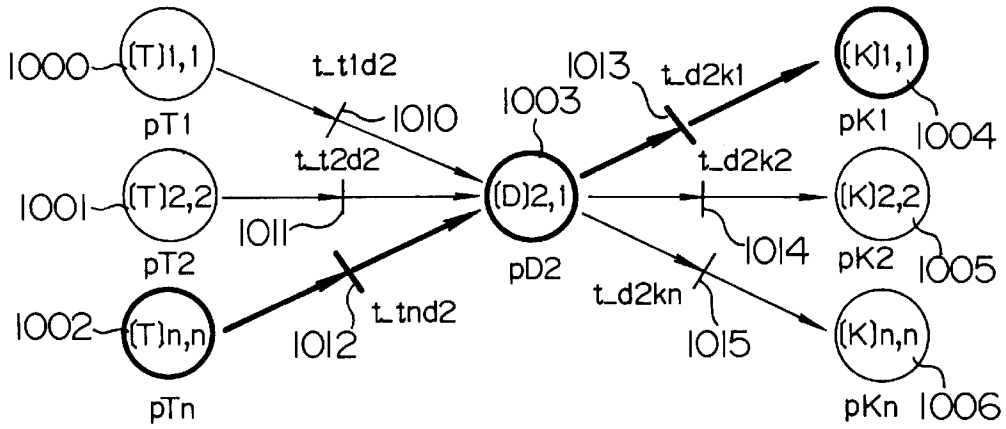 1000
(T)1,1
pT1
t_t1d2
1010
1003
1013
t_d2k1
(K)1,1
1004
pK1
1001
(T)2,2
pT2
t_t2d2
1011
(D)2,1
pD2
t_d2k2
1014
(K)2,2
pK2
1005
1002
(T)n,n
pTn
1012
t_tnd2
t_d2kn
1015
(K)n,n
pKn
1006